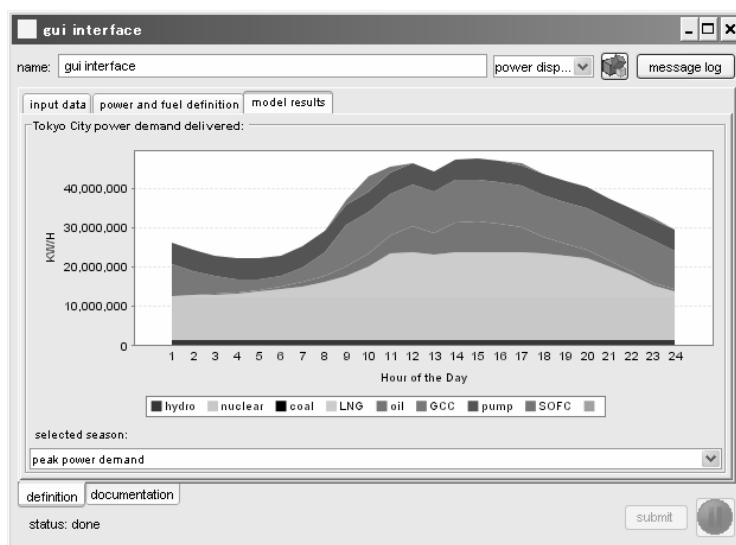 gui interface
name: gui interface power disp... message log
input data power and fuel definition model results
Tokyo City power demand delivered:
40,000,000
30,000,000
20,000,000
10,000,000
0
KW/H
1 2 3 4 5 6 7 8 9 10 11 12 13 14 15 16 17 18 19 20 21 22 23 24
Hour of the Day
hydro nuclear coal LNG oil GCC pump SOFC
selected season:
peak power demand
definition documentation
status: done
submit